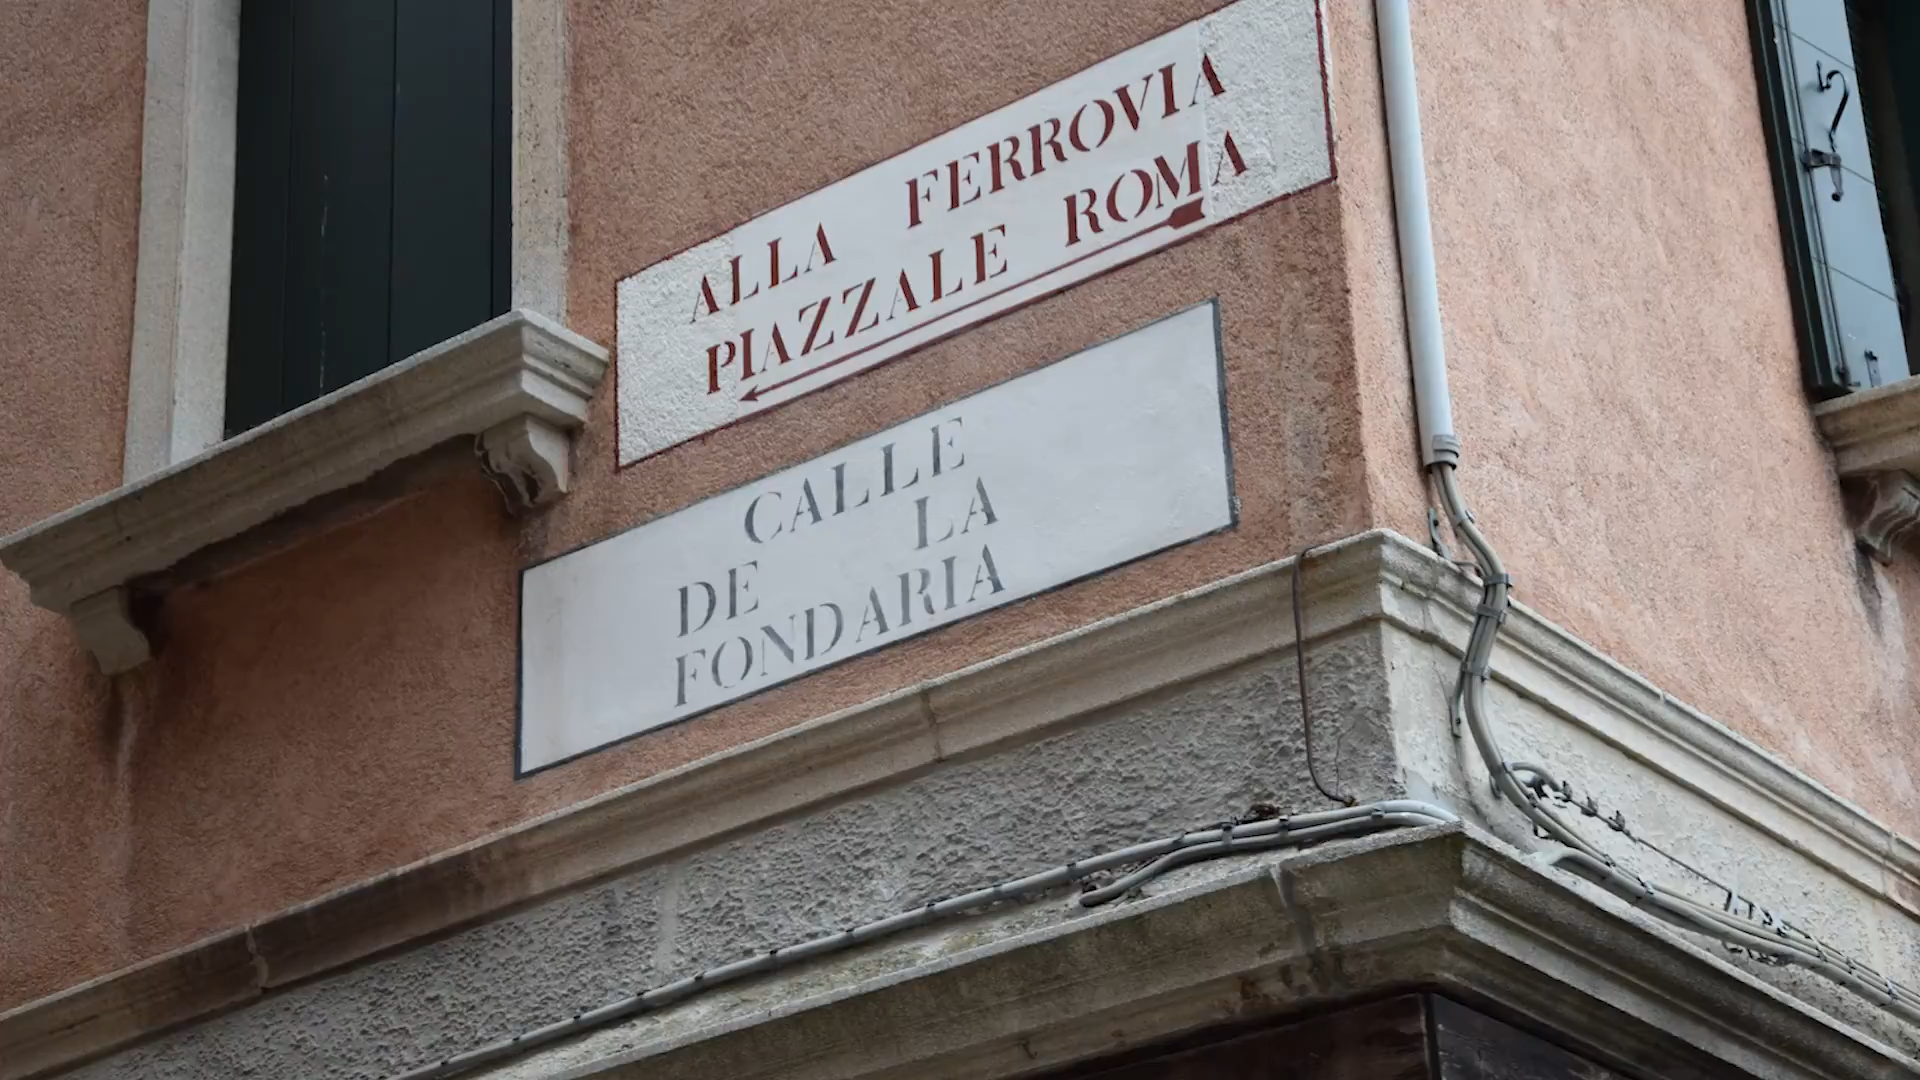 ALLA FERROVIA
PIAZZALE ROMA
CALLE
DE LA
FONDARIA